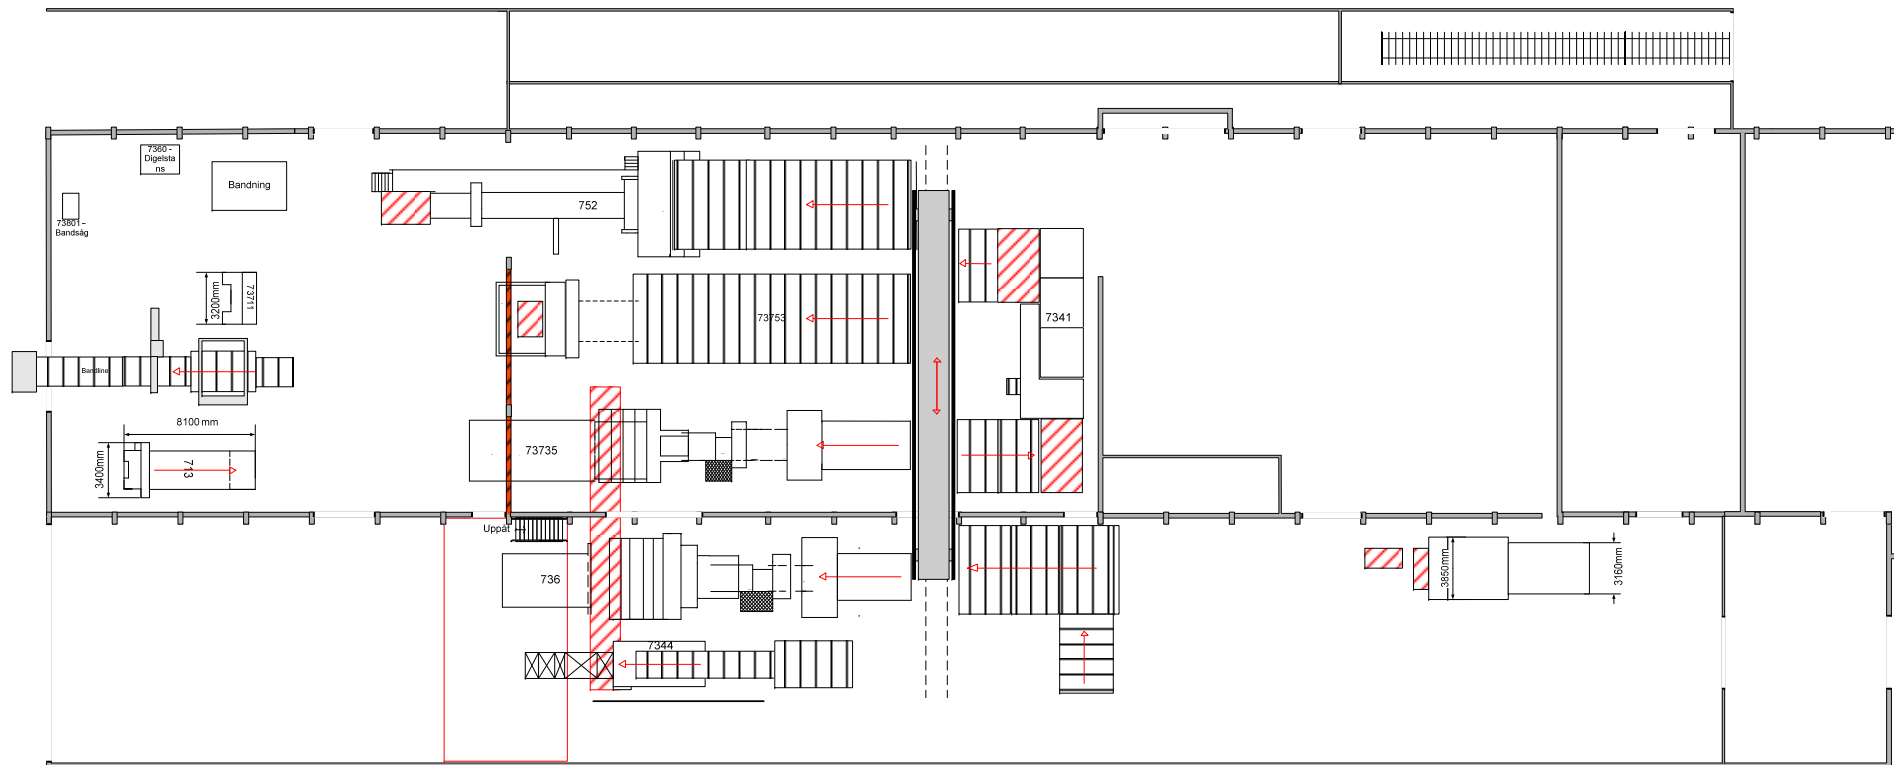 7360 -
Digelsta
ns
Bandning
73801 -
Bandsåg
752
3200mm
73711
73753
7341
Bandline
8100 mm
3400mm
713
73735
Uppåt
736
3850mm
3160mm
7344